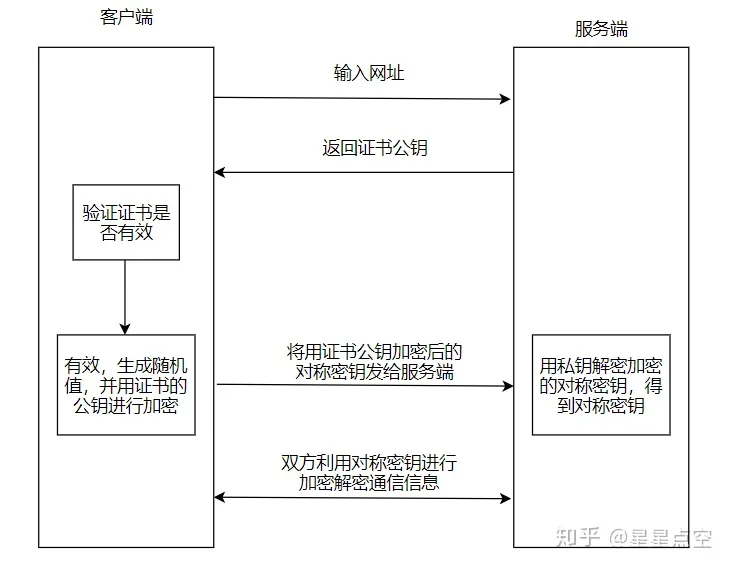 客户端
服务端
输入网址
返回证书公钥
验证证书是
否有效
有效，生成随机
值，并用证书的
公钥进行加密
将用证书公钥加密后的
对称密钥发给服务端
用私钥解密加密
的对称密钥，得
到对称密钥
双方利用对称密钥进行
加密解密通信信息
知乎 @星星点空